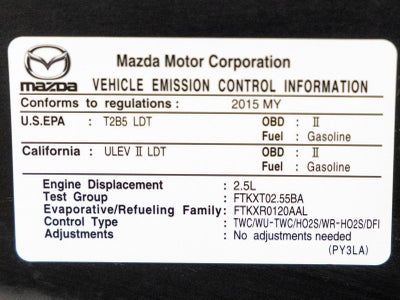 Mazda Motor Corporation
mazda VEHICLE EMISSION CONTROL INFORMATION
Conforms to regulations : 2015 MY
U.S.EPA : T2B5 LDT OBD : II
Fuel : Gasoline
California : ULEV II LDT OBD : II
Fuel : Gasoline
Engine Displacement : 2.5L
Test Group : FTKXT02.55BA
Evaporative/Refueling Family: FTKXR0120AAL
Control Type : TWC/WU-TWC/HO2S/WR-HO2S/DFI
Adjustments : No adjustments needed
(PY3LA)